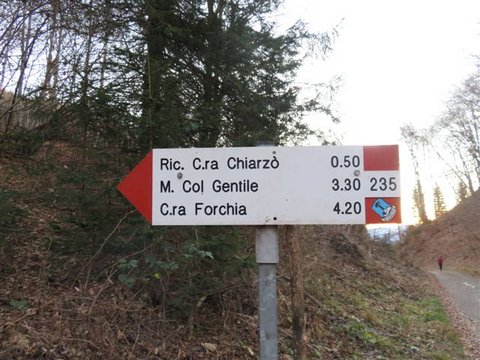 Ric. C.ra Chiarzò 0.50
M. Col Gentile 3.30 235
C.ra Forchia 4.20